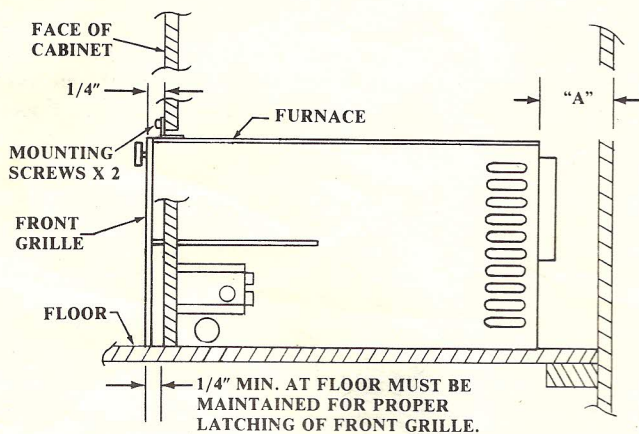 FACE OF
CABINET
1/4"
"A"
FURNACE
MOUNTING
SCREWS X 2
FRONT
GRILLE
FLOOR
1/4" MIN. AT FLOOR MUST BE
MAINTAINED FOR PROPER
LATCHING OF FRONT GRILLE.